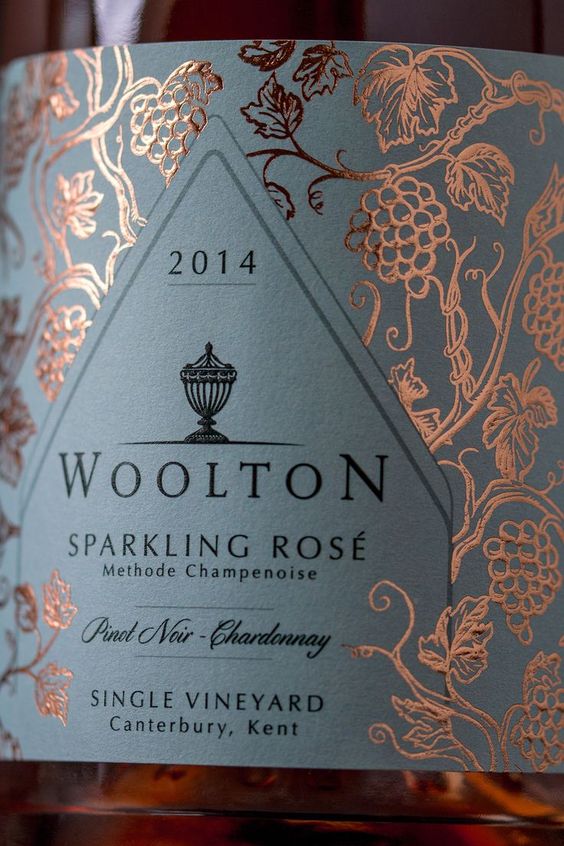 2014
WOOLTON
SPARKLING ROSÉ
Methode Champenoise
Pinot Noir - Chardonnay
SINGLE VINEYARD
Canterbury, Kent